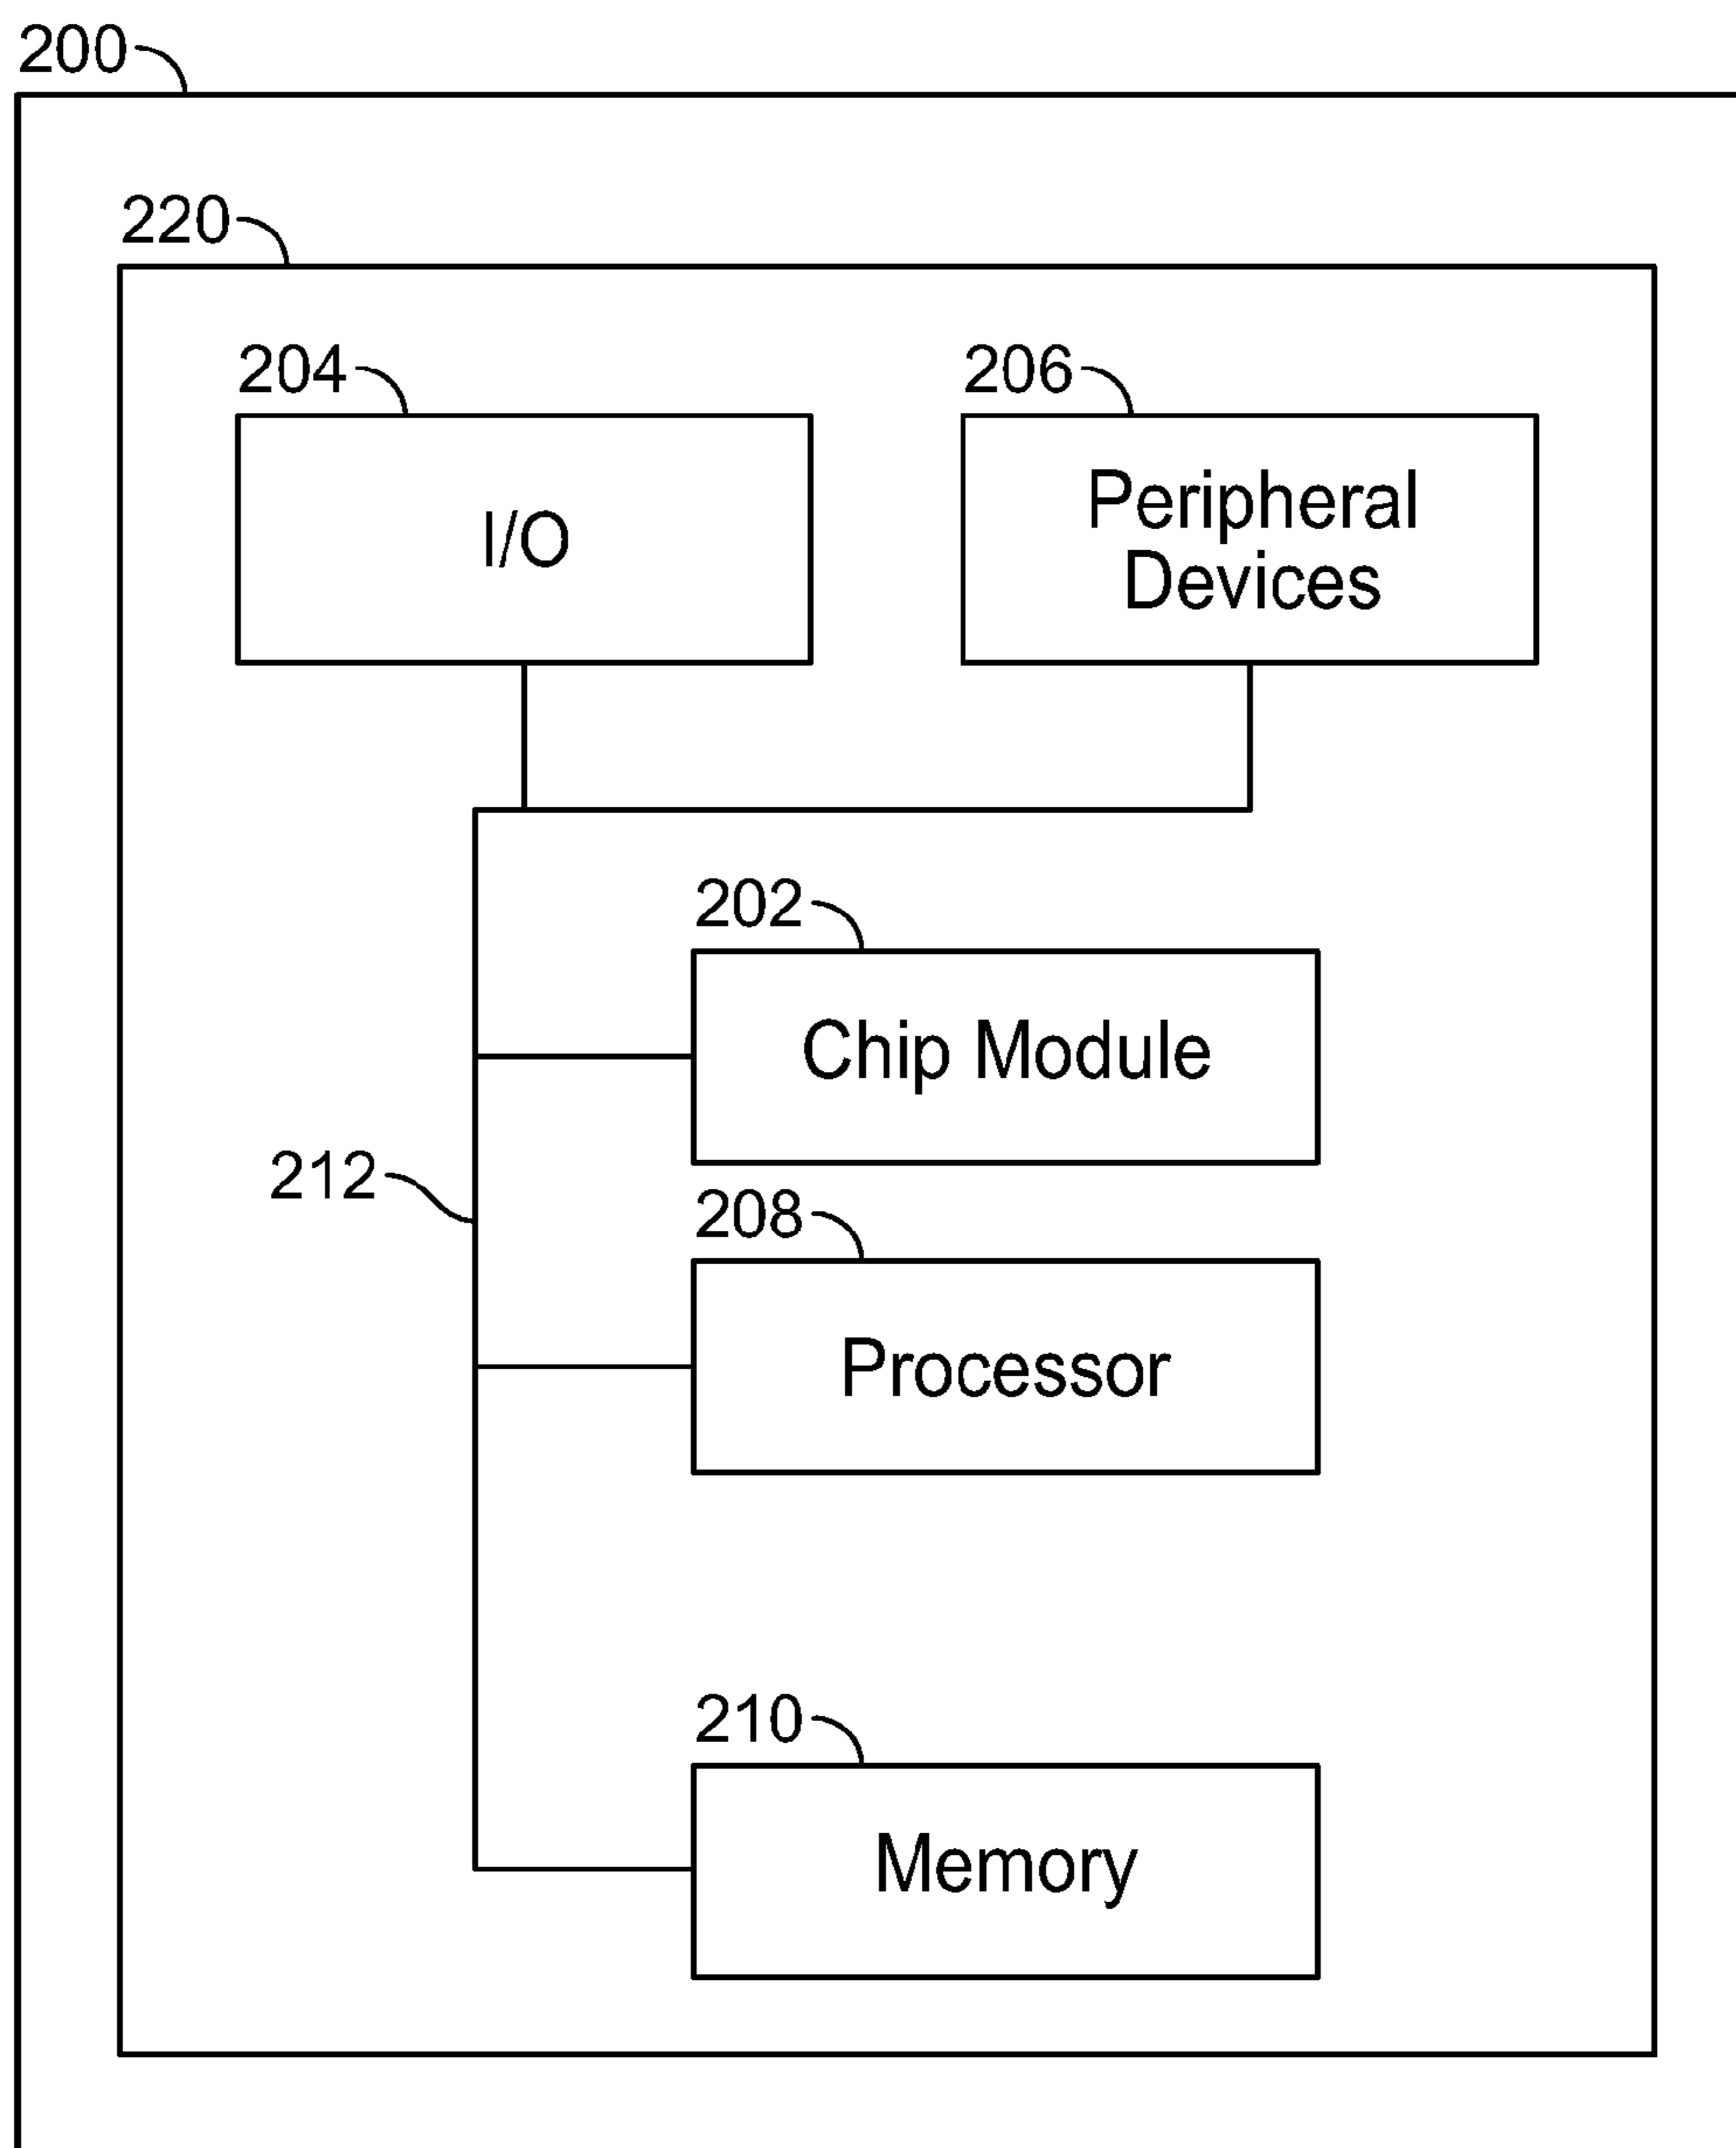 200
220
204
206
I/O
Peripheral
Devices
202
Chip Module
212
208
Processor
210
Memory